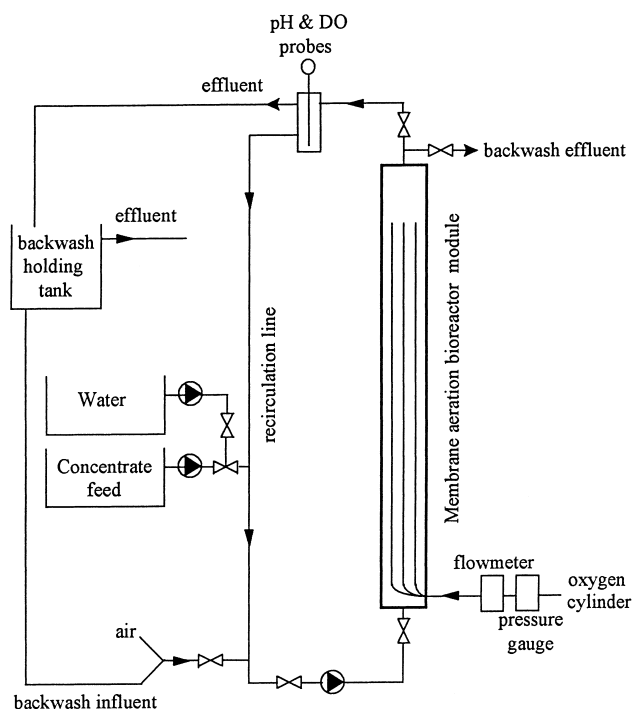 pH & DO
probes
effluent
backwash effluent
effluent
backwash
holding
tank
recirculation line
Membrane aeration bioreactor module
Water
Concentrate
feed
flowmeter
oxygen
cylinder
pressure
gauge
air
backwash influent